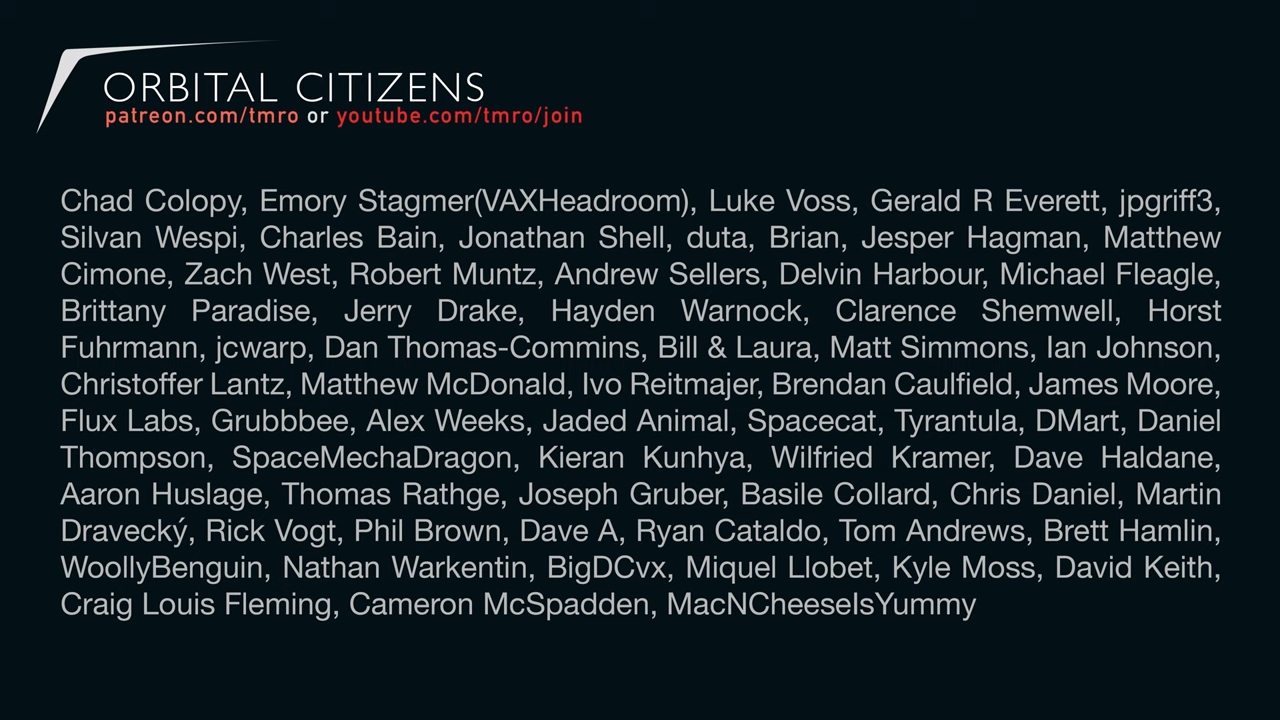 ORBITAL CITIZENS
patreon.com/tmro or youtube.com/tmro/join
Chad Colopy, Emory Stagmer(VAXHeadroom), Luke Voss, Gerald R Everett, jpgriff3,
Silvan Wespi, Charles Bain, Jonathan Shell, duta, Brian, Jesper Hagman, Matthew
Cimone, Zach West, Robert Muntz, Andrew Sellers, Delvin Harbour, Michael Fleagle,
Brittany Paradise, Jerry Drake, Hayden Warnock, Clarence Shemwell, Horst
Fuhrmann, jcwarp, Dan Thomas-Commins, Bill & Laura, Matt Simmons, Ian Johnson,
Christoffer Lantz, Matthew McDonald, Ivo Reitmajer, Brendan Caulfield, James Moore,
Flux Labs, Grubbbee, Alex Weeks, Jaded Animal, Spacecat, Tyrantula, DMart, Daniel
Thompson, SpaceMechaDragon, Kieran Kunhya, Wilfried Kramer, Dave Haldane,
Aaron Huslage, Thomas Rathge, Joseph Gruber, Basile Collard, Chris Daniel, Martin
Dravecký, Rick Vogt, Phil Brown, Dave A, Ryan Cataldo, Tom Andrews, Brett Hamlin,
WoollyBenguin, Nathan Warkentin, BigDCvx, Miquel Llobet, Kyle Moss, David Keith,
Craig Louis Fleming, Cameron McSpadden, MacNCheeseIsYummy